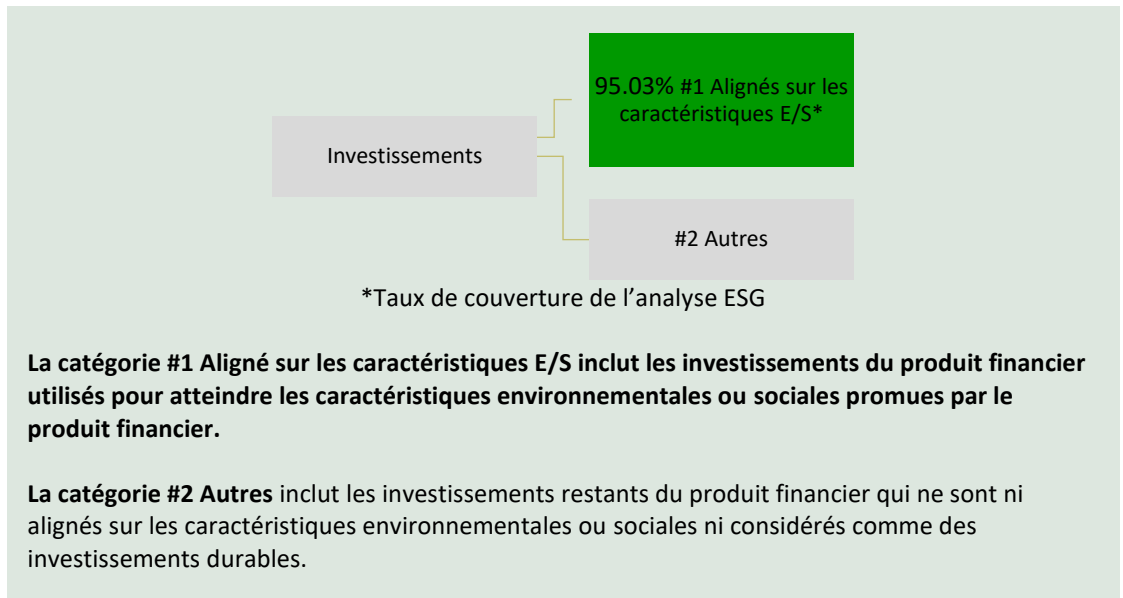 95.03% #1 Alignés sur les
caractéristiques E/S*
Investissements
#2 Autres
*Taux de couverture de l’analyse ESG
La catégorie #1 Aligné sur les caractéristiques E/S inclut les investissements du produit financier
utilisés pour atteindre les caractéristiques environnementales ou sociales promues par le
produit financier.
La catégorie #2 Autres inclut les investissements restants du produit financier qui ne sont ni
alignés sur les caractéristiques environnementales ou sociales ni considérés comme des
investissements durables.